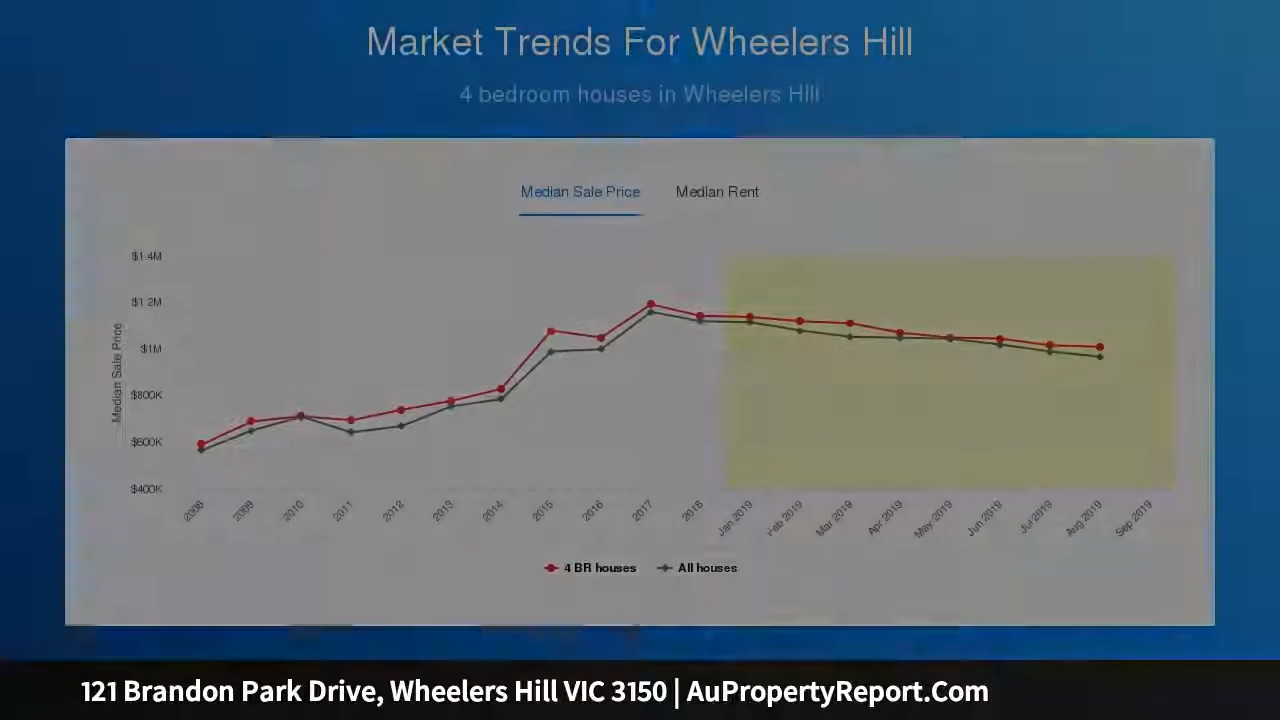 Market Trends For Wheelers Hill
4 bedroom houses in Wheelers Hill
Median Sale Price Median Rent
Median Sale Price
$1.4M
$1.2M
$1M
$800K
$600K
$400K
2008 2009 2010 2011 2012 2013 2014 2015 2016 2017 2018 Jan 2019 Feb 2019 Mar 2019 Apr 2019 May 2019 Jun 2019 Jul 2019 Aug 2019 Sep 2019
4 BR houses All houses
121 Brandon Park Drive, Wheelers Hill VIC 3150 | AuPropertyReport.Com